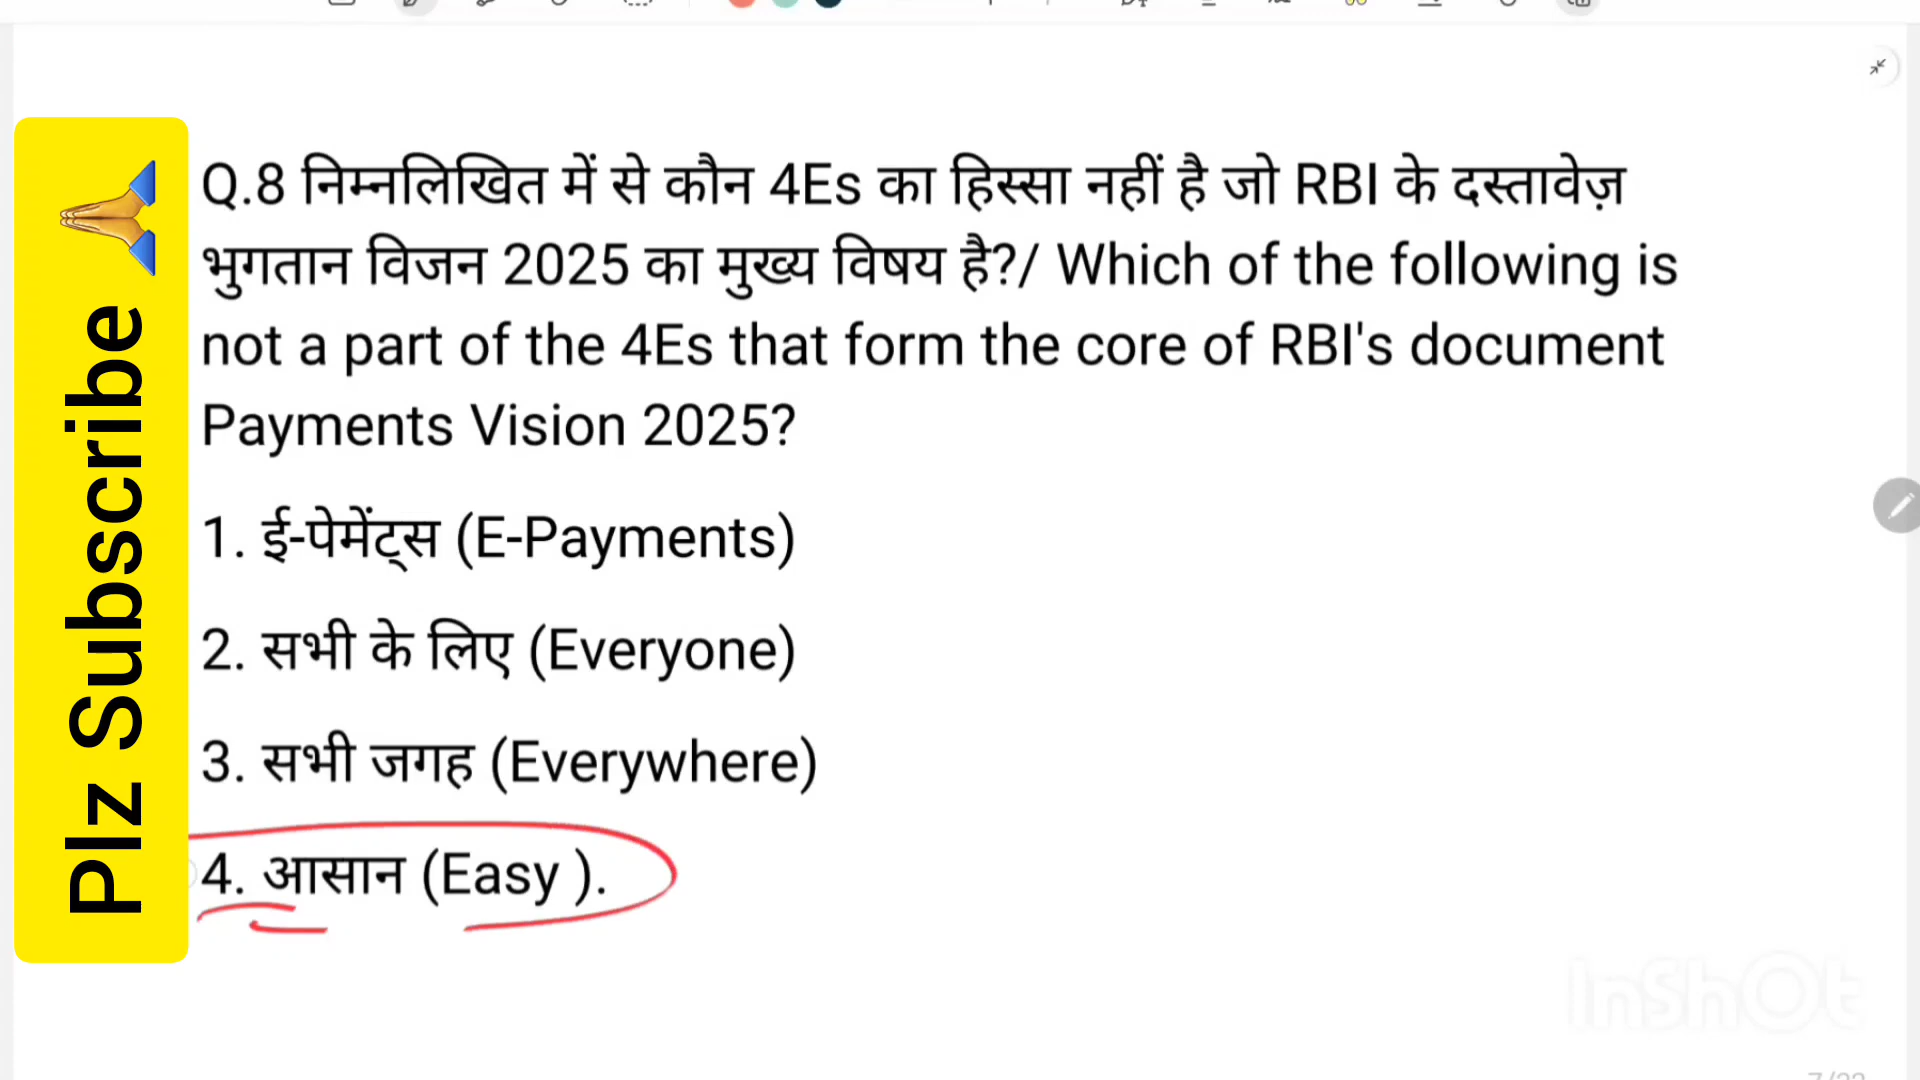 Plz Subscribe 🙏
Q.8 निम्नलिखित में से कौन 4Es का हिस्सा नहीं है जो RBI के दस्तावेज़
भुगतान विजन 2025 का मुख्य विषय है?/ Which of the following is
not a part of the 4Es that form the core of RBI's document
Payments Vision 2025?
1. ई-पेमेंट्स (E-Payments)
2. सभी के लिए (Everyone)
3. सभी जगह (Everywhere)
4. आसान (Easy ).
InShOt